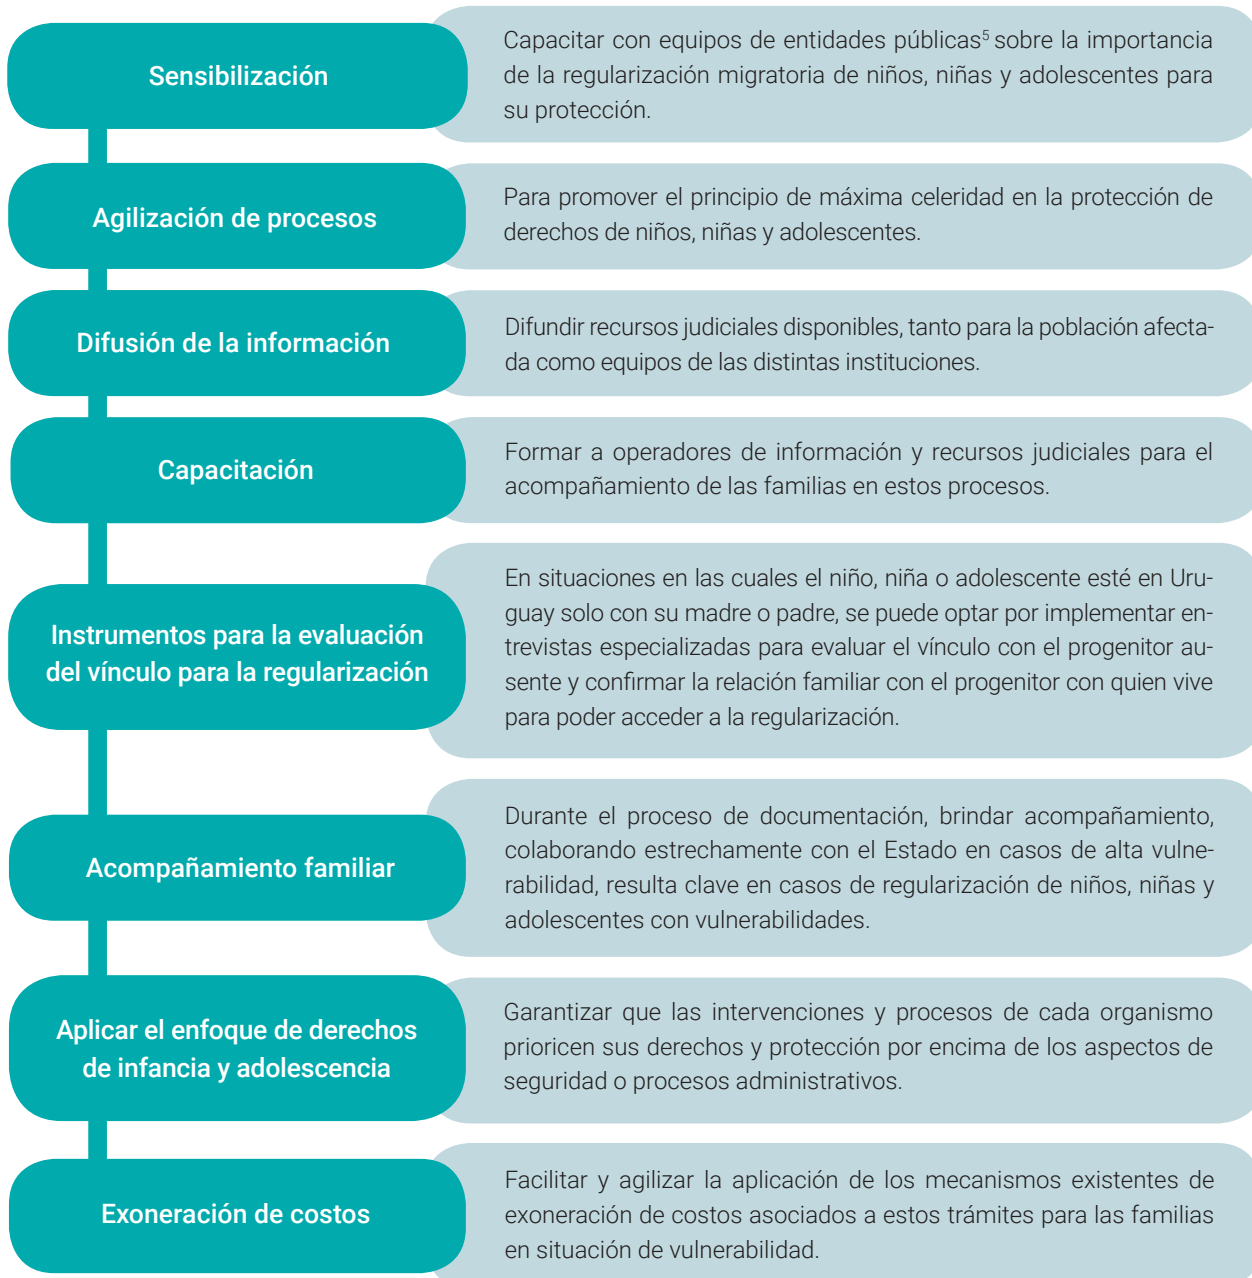 Sensibilización
Capacitar con equipos de entidades públicas⁵ sobre la importancia
de la regularización migratoria de niños, niñas y adolescentes para
su protección.
Agilización de procesos
Para promover el principio de máxima celeridad en la protección de
derechos de niños, niñas y adolescentes.
Difusión de la información
Difundir recursos judiciales disponibles, tanto para la población afecta-
da como equipos de las distintas instituciones.
Capacitación
Formar a operadores de información y recursos judiciales para el
acompañamiento de las familias en estos procesos.
Instrumentos para la evaluación
del vínculo para la regularización
En situaciones en las cuales el niño, niña o adolescente esté en Uru-
guay solo con su madre o padre, se puede optar por implementar en-
trevistas especializadas para evaluar el vínculo con el progenitor au-
sente y confirmar la relación familiar con el progenitor con quien vive
para poder acceder a la regularización.
Acompañamiento familiar
Durante el proceso de documentación, brindar acompañamiento,
colaborando estrechamente con el Estado en casos de alta vulne-
rabilidad, resulta clave en casos de regularización de niños, niñas y
adolescentes con vulnerabilidades.
Aplicar el enfoque de derechos
de infancia y adolescencia
Garantizar que las intervenciones y procesos de cada organismo
prioricen sus derechos y protección por encima de los aspectos de
seguridad o procesos administrativos.
Exoneración de costos
Facilitar y agilizar la aplicación de los mecanismos existentes de
exoneración de costos asociados a estos trámites para las familias
en situación de vulnerabilidad.